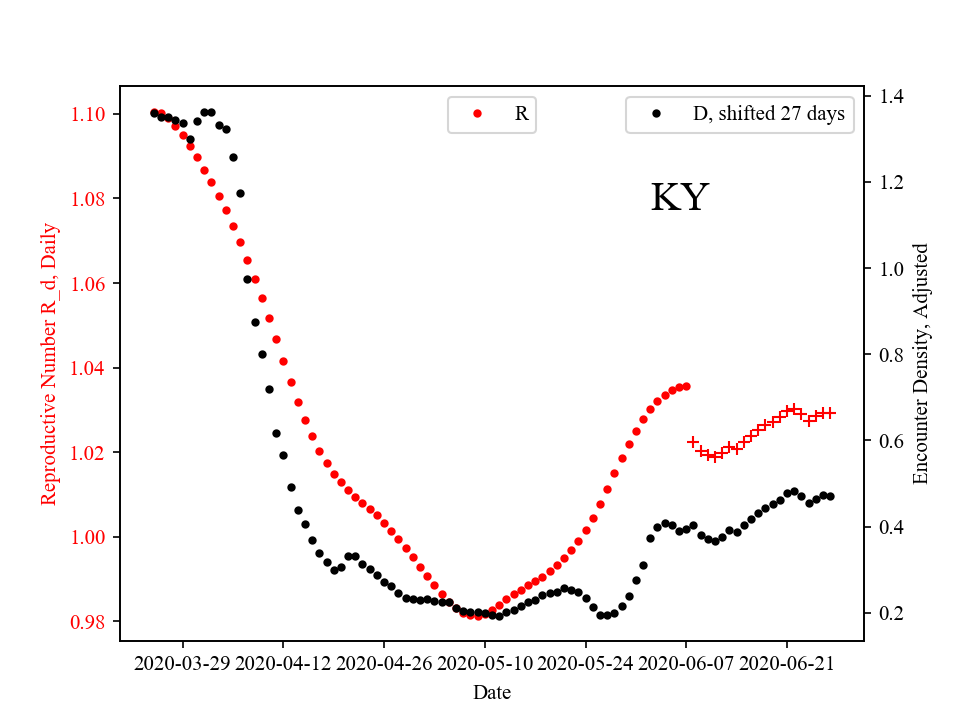 R
D, shifted 27 days
KY
Reproductive Number R_d, Daily
1.10
1.08
1.06
1.04
1.02
1.00
0.98
1.4
1.2
1.0
0.8
0.6
0.4
0.2
Encounter Density, Adjusted
2020-03-29 2020-04-12 2020-04-26 2020-05-10 2020-05-24 2020-06-07 2020-06-21
Date